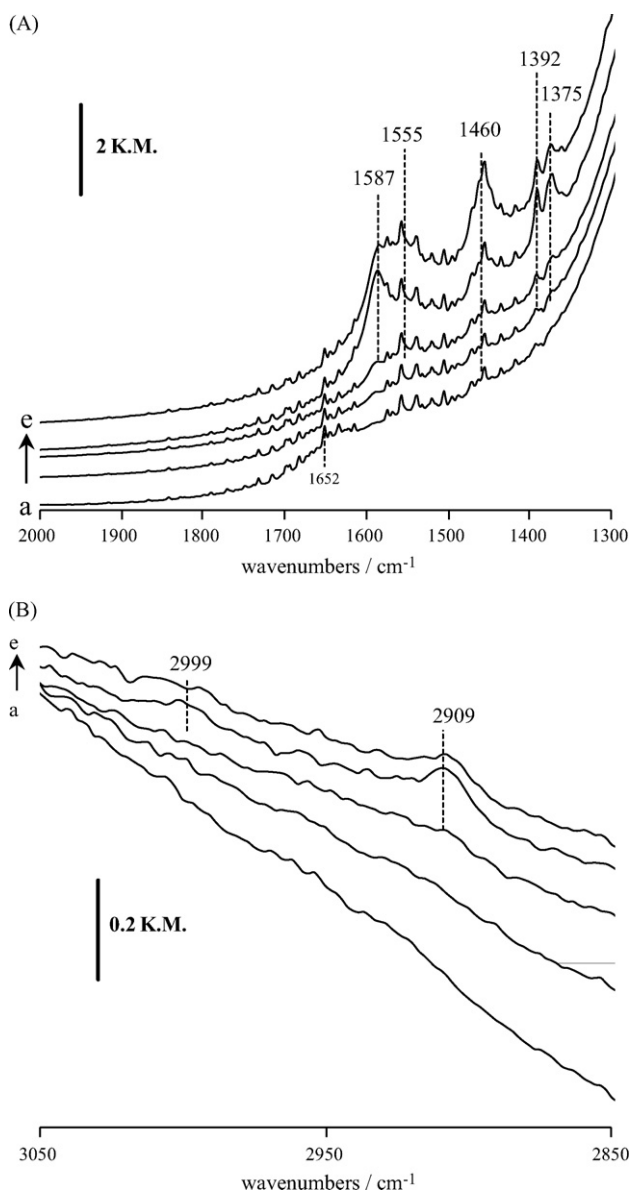 (A)
1392
1375
2 K.M.
1555
1460
1587
e
a
1652
2000 1900 1800 1700 1600 1500 1400 1300
wavenumbers / cm⁻¹
(B)
e
a
2999
2909
0.2 K.M.
3050 2950 2850
wavenumbers / cm⁻¹